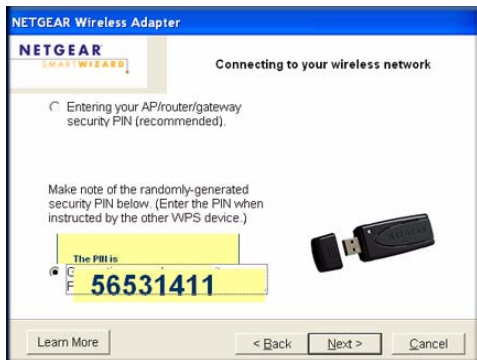 NETGEAR Wireless Adapter
NETGEAR
SMARTWIZARD
Connecting to your wireless network
Entering your AP/router/gateway
security PIN (recommended).
Make note of the randomly-generated
security PIN below. (Enter the PIN when
instructed by the other WPS device.)
The PIN is
56531411
NETGEAR
Learn More
< Back
Next >
Cancel